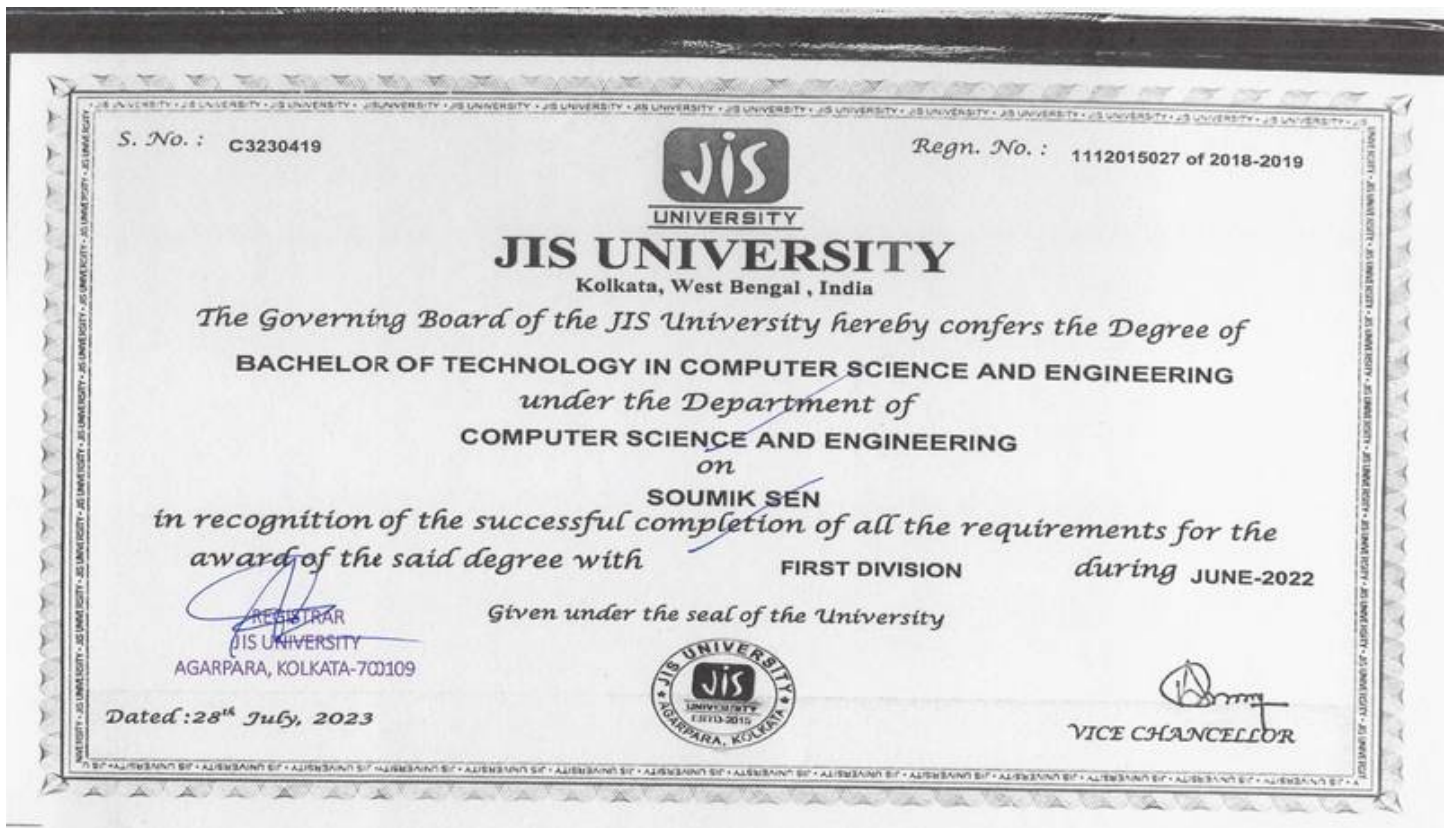 S. No. : C3230419
Regn. No. : 1112015027 of 2018-2019
JIS
UNIVERSITY
JIS UNIVERSITY
Kolkata, West Bengal , India
The Governing Board of the JIS University hereby confers the Degree of
BACHELOR OF TECHNOLOGY IN COMPUTER SCIENCE AND ENGINEERING
under the Department of
COMPUTER SCIENCE AND ENGINEERING
on
SOUMIK SEN
in recognition of the successful completion of all the requirements for the
award of the said degree with FIRST DIVISION during JUNE-2022
Given under the seal of the University
REGISTRAR
JIS UNIVERSITY
AGARPARA, KOLKATA-700109
Dated :28th July, 2023
JIS UNIVERSITY
JIS
UNIVERSITY
ESTD-2015
AGARPARA, KOLKATA
VICE CHANCELLOR